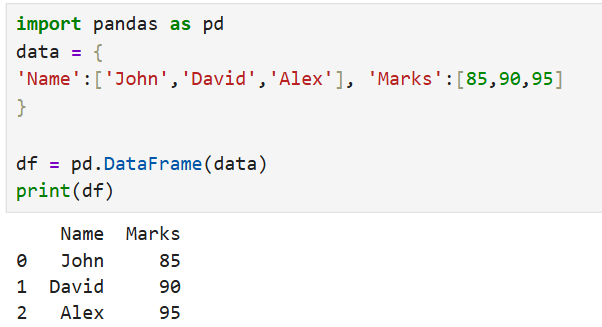 import pandas as pd
data = {
'Name':['John','David','Alex'], 'Marks':[85,90,95]
}
df = pd.DataFrame(data)
print(df)
    Name  Marks
0   John     85
1  David     90
2   Alex     95